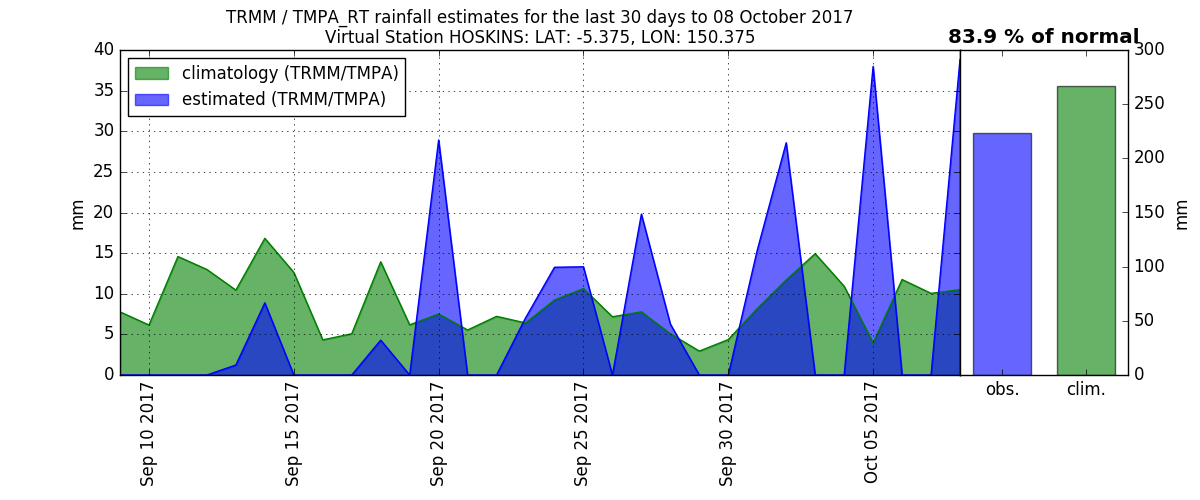 TRMM / TMPA_RT rainfall estimates for the last 30 days to 08 October 2017
Virtual Station HOSKINS: LAT: -5.375, LON: 150.375
83.9 % of normal
climatology (TRMM/TMPA)
estimated (TRMM/TMPA)
mm
40
35
30
25
20
15
10
5
0
Sep 10 2017
Sep 15 2017
Sep 20 2017
Sep 25 2017
Sep 30 2017
Oct 05 2017
obs.
clim.
300
250
200
150
100
50
0
mm